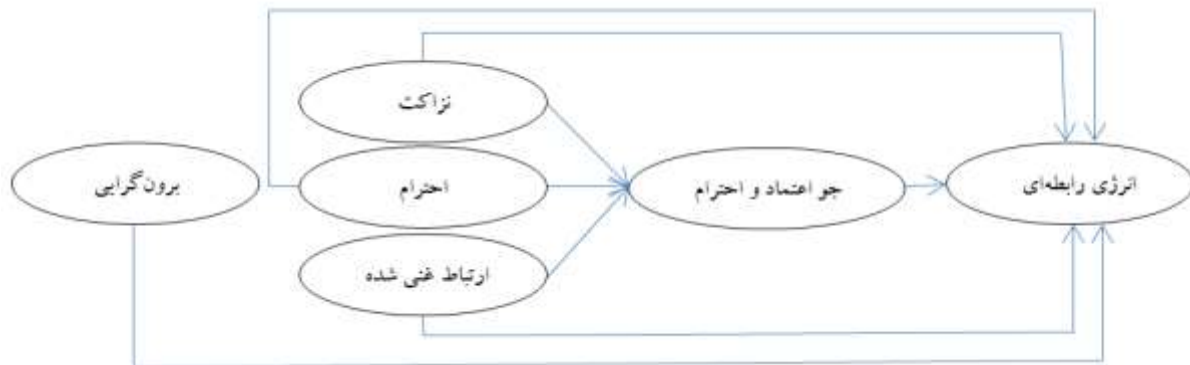 نزاکت
برون‌گرایی
احترام
جو اعتماد و احترام
انرژی رابطه‌ای
ارتباط غنی شده